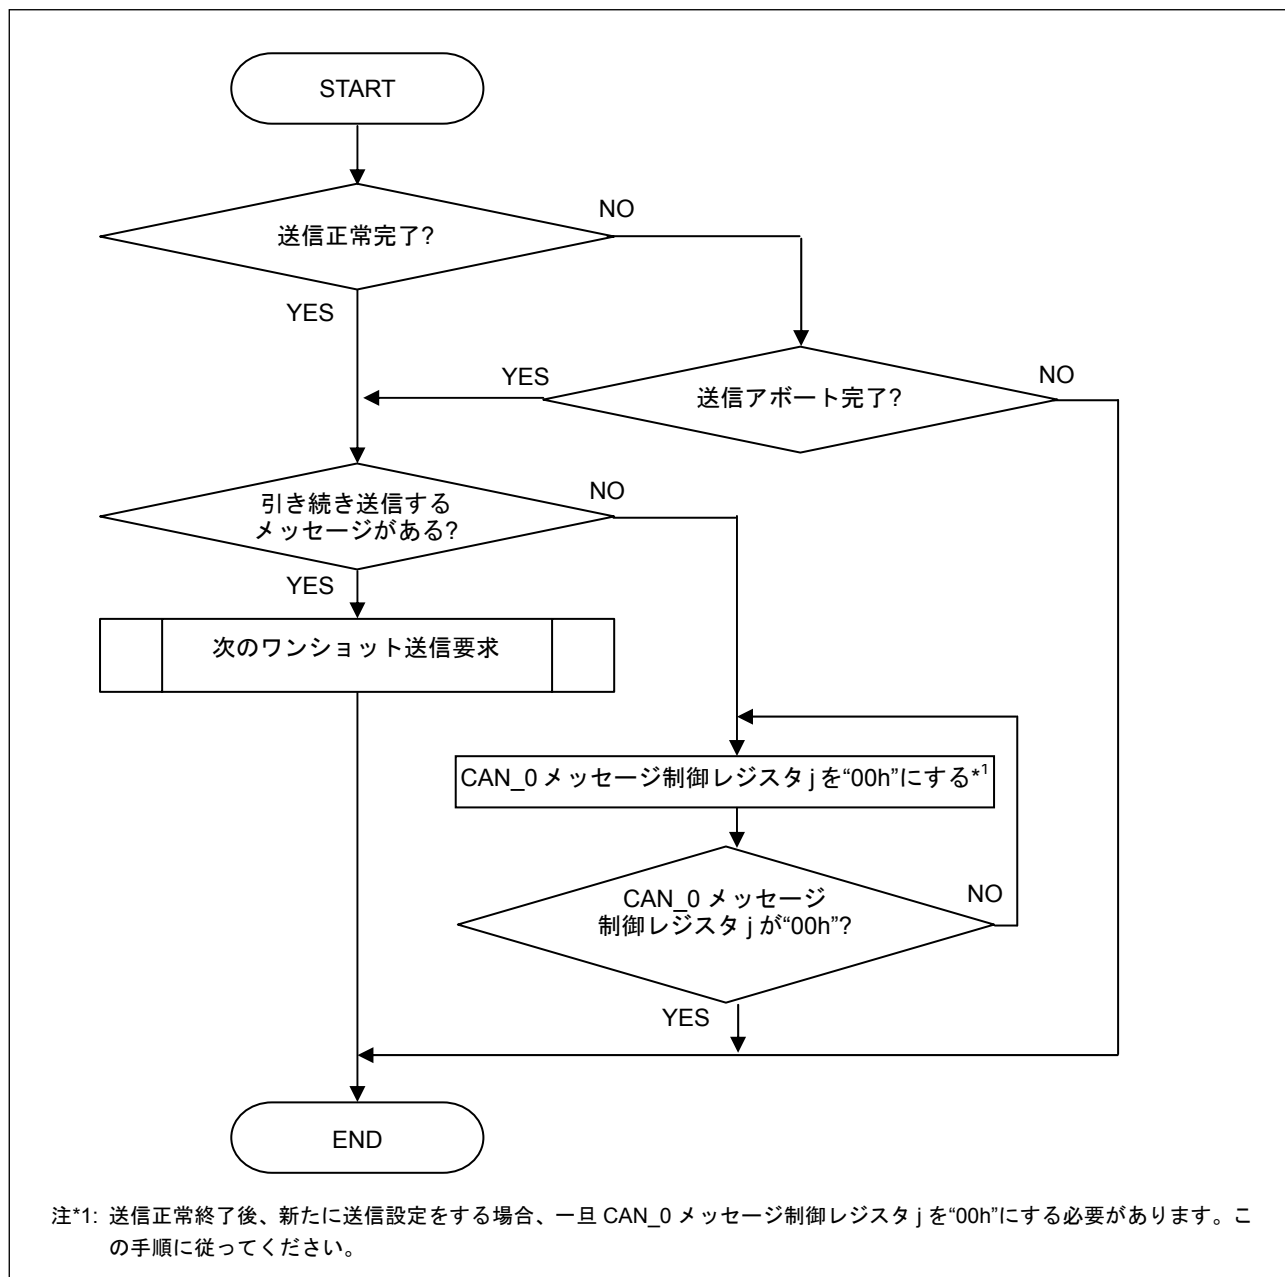 START
送信正常完了?
NO
YES
送信アボート完了?
YES
NO
引き続き送信する
メッセージがある?
NO
YES
次のワンショット送信要求
CAN_0 メッセージ制御レジスタ j を“00h”にする*1
CAN_0 メッセージ
制御レジスタ j が“00h”?
NO
YES
END
注*1: 送信正常終了後、新たに送信設定をする場合、一旦 CAN_0 メッセージ制御レジスタ j を“00h”にする必要があります。こ
の手順に従ってください。